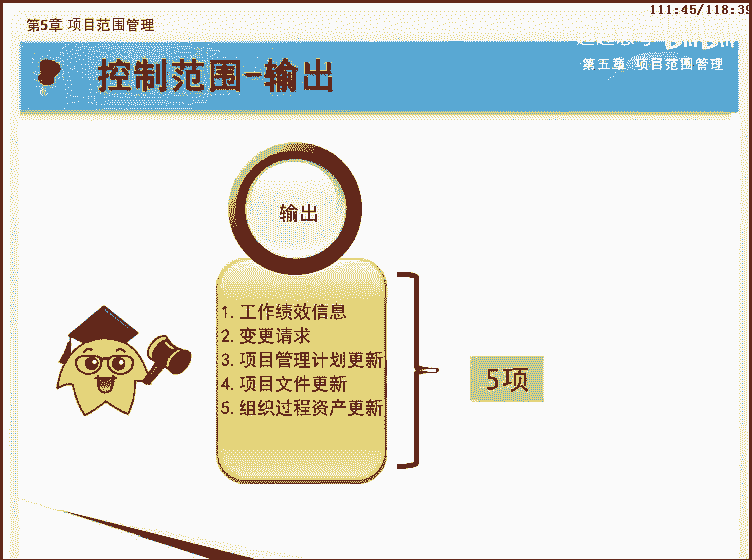 111:45/118:39
第5章 项目范围管理
第五章 项目范围管理
控制范围-输出
输出
1. 工作绩效信息
2. 变更请求
3. 项目管理计划更新
4. 项目文件更新
5. 组织过程资产更新
5项